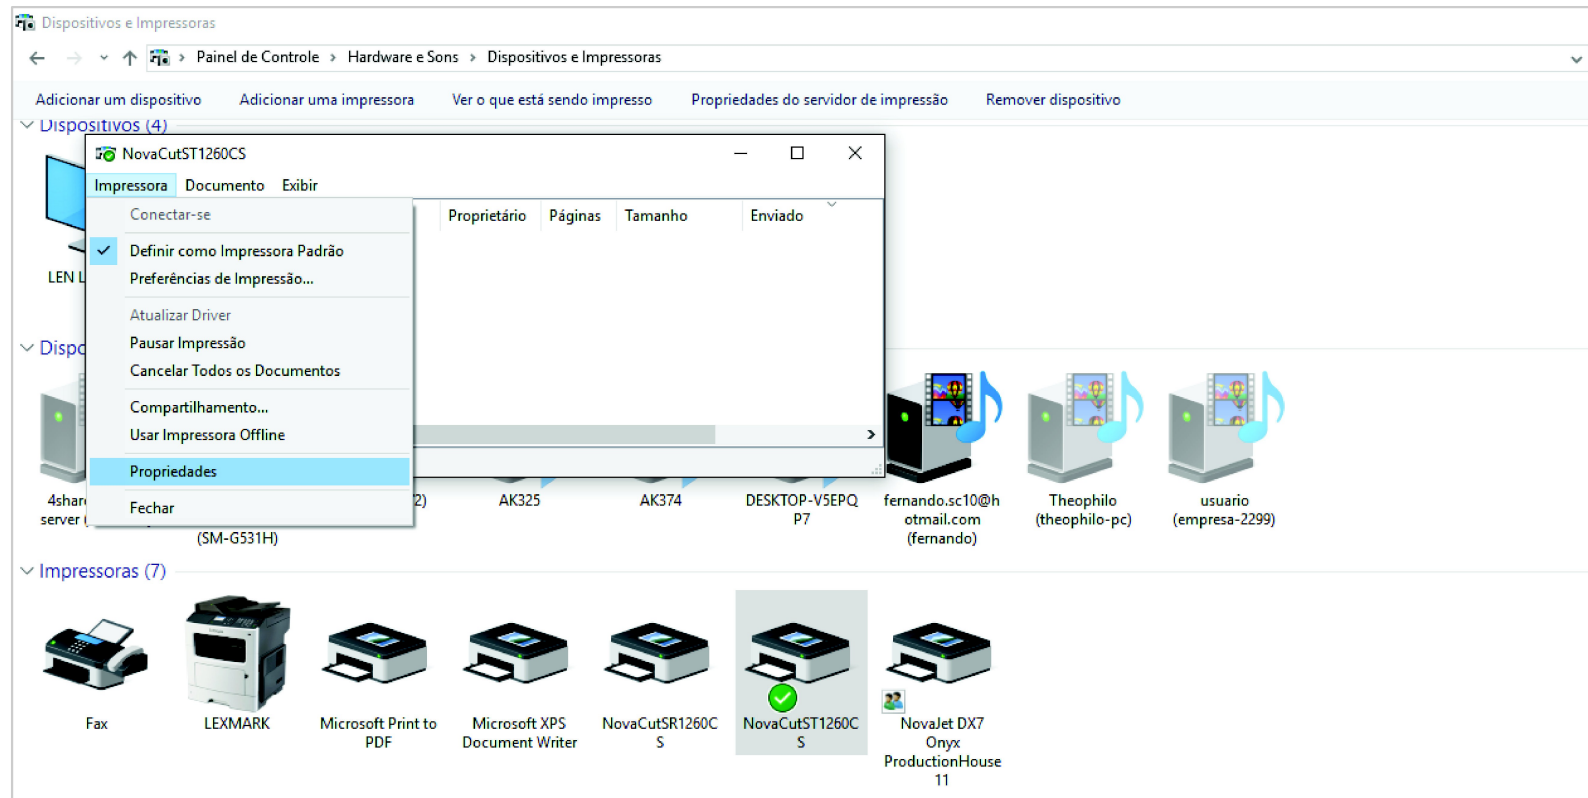 Dispositivos e Impressoras
Painel de Controle > Hardware e Sons > Dispositivos e Impressoras
Adicionar um dispositivo Adicionar uma impressora Ver o que está sendo impresso Propriedades do servidor de impressão Remover dispositivo
Dispositivos (4)
NovaCutST1260CS
Impressora Documento Exibir
Conectar-se
Proprietário Páginas Tamanho Enviado
Definir como Impressora Padrão
Preferências de Impressão...
LEN L
Atualizar Driver
Pausar Impressão
Dispo
Cancelar Todos os Documentos
Compartilhamento...
Usar Impressora Offline
Propriedades
Fechar
4shar
server
(SM-G531H)
2)
AK325
AK374
DESKTOP-V5EPQ
P7
fernando.sc10@h
otmail.com
(fernando)
Theophilo
(theophilo-pc)
usuario
(empresa-2299)
Impressoras (7)
Fax
LEXMARK
Microsoft Print to
PDF
Microsoft XPS
Document Writer
NovaCutSR1260C
S
NovaCutST1260C
S
NovaJet DX7
Onyx
ProductionHouse
11